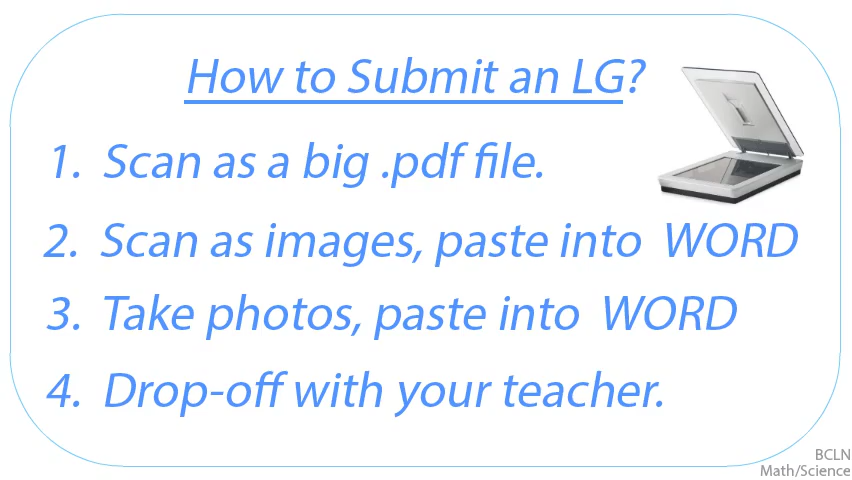 How to Submit an LG?
1. Scan as a big .pdf file.
2. Scan as images, paste into WORD
3. Take photos, paste into WORD
4. Drop-off with your teacher.
BCLN
Math/Science